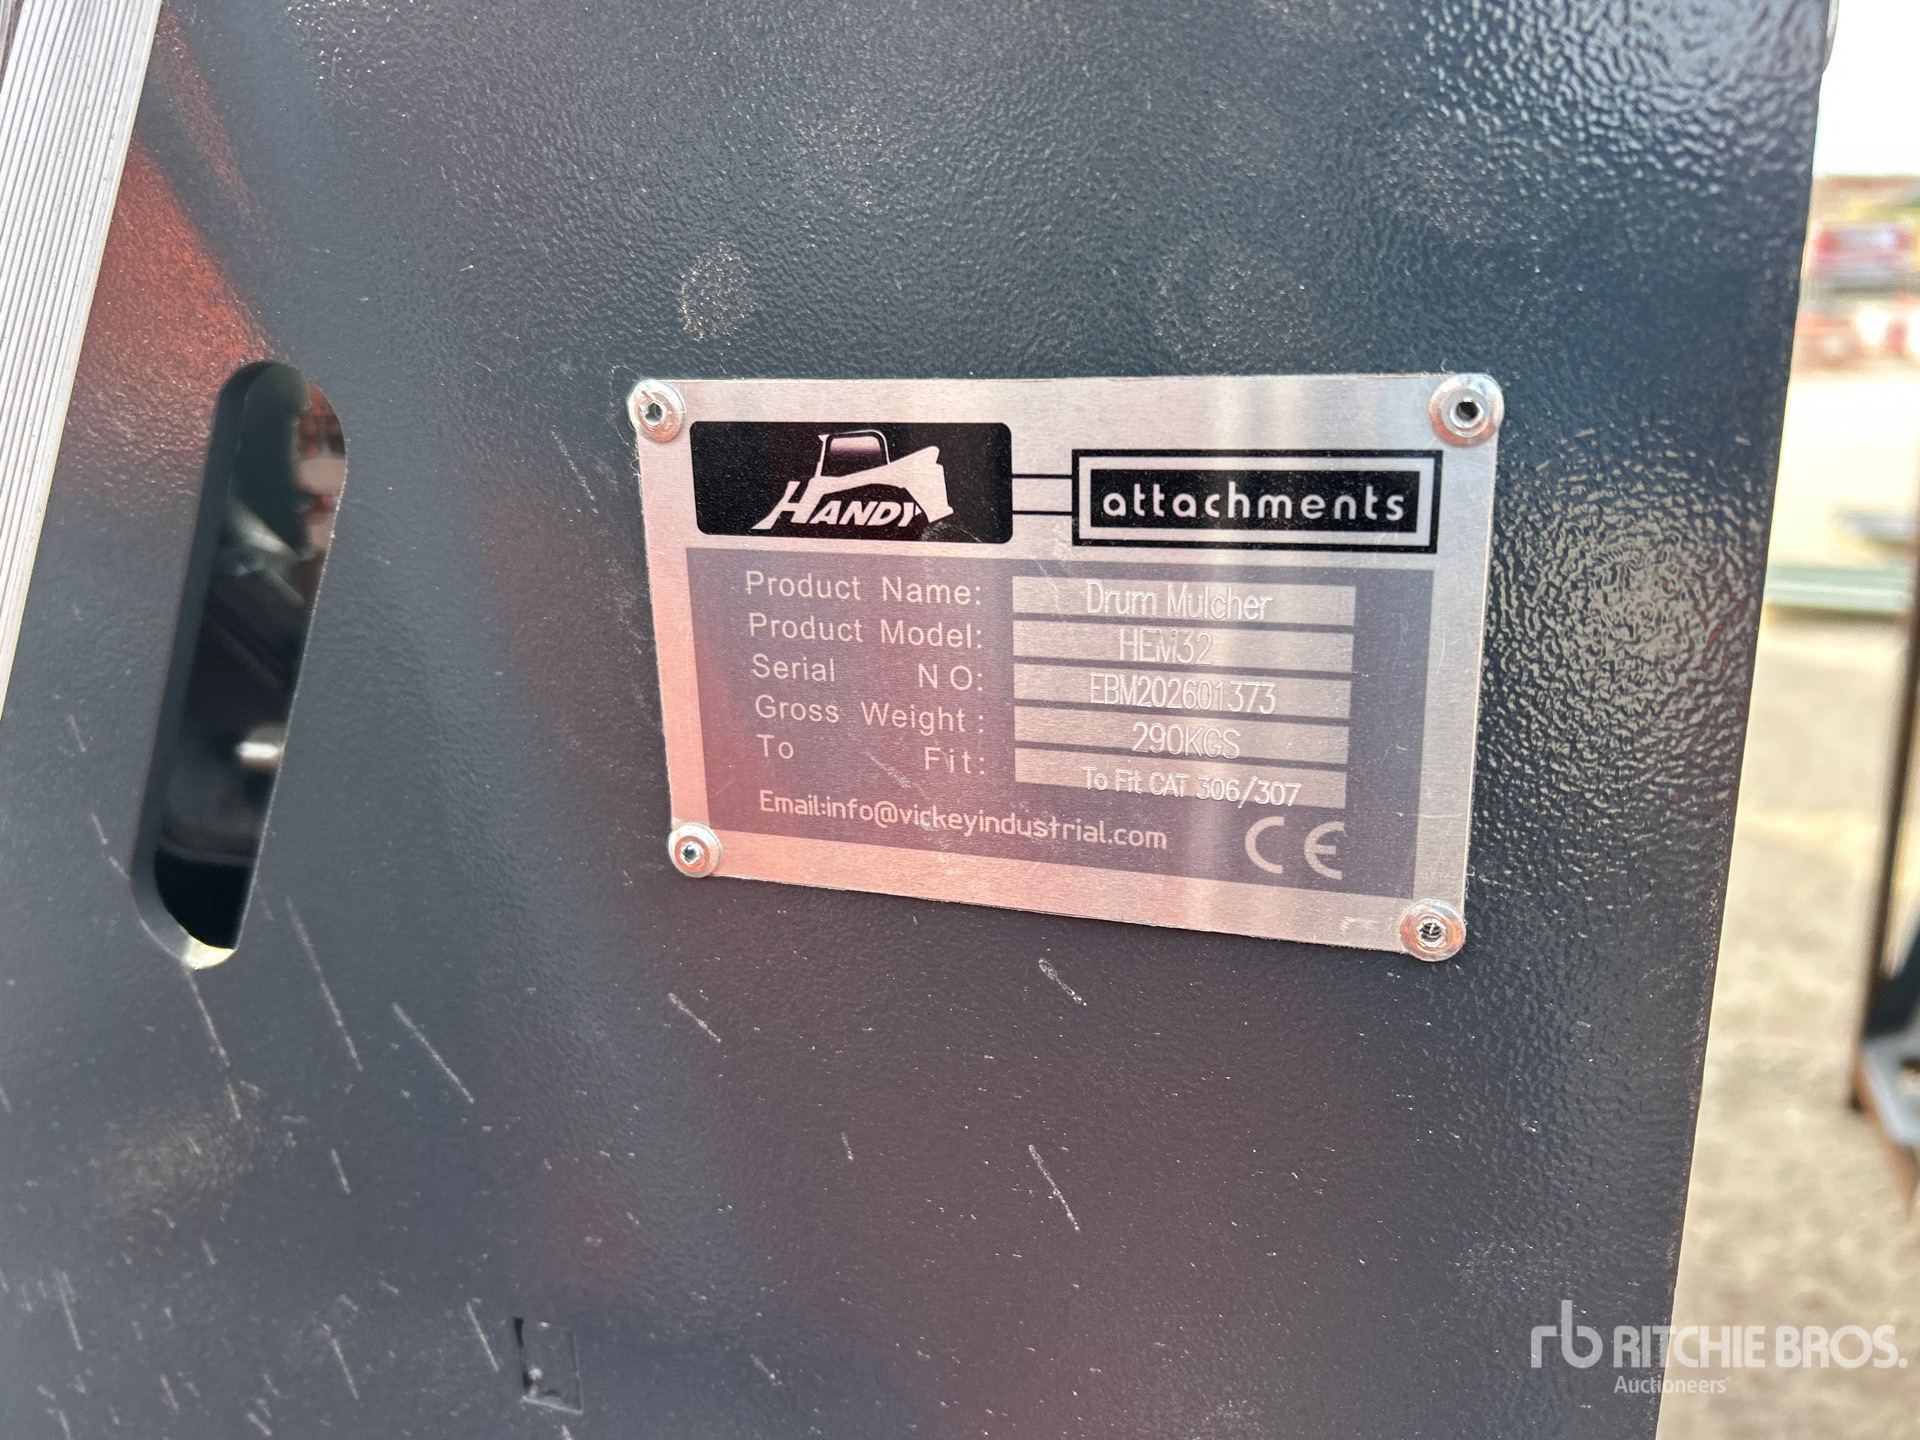 HANDY
attachments
Product Name: Drum Mulcher
Product Model: HEM32
Serial NO: EBM202601373
Gross Weight: 290KGS
To Fit: To Fit CAT 306/307
Email:info@vickeyindustrial.com CE
rb RITCHIE BROS.
Auctioneers